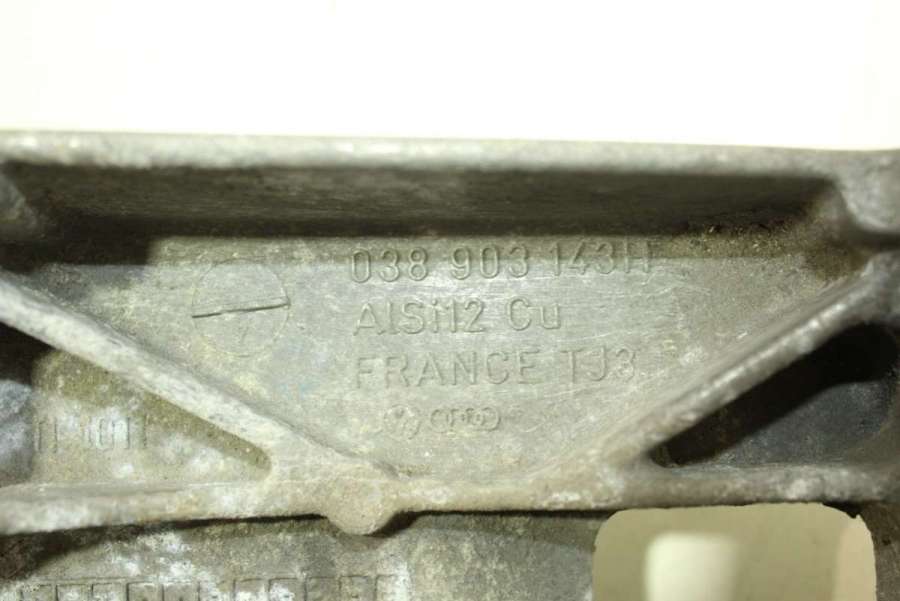 038 903 143H
AlSi12 Cu
FRANCE TJ3